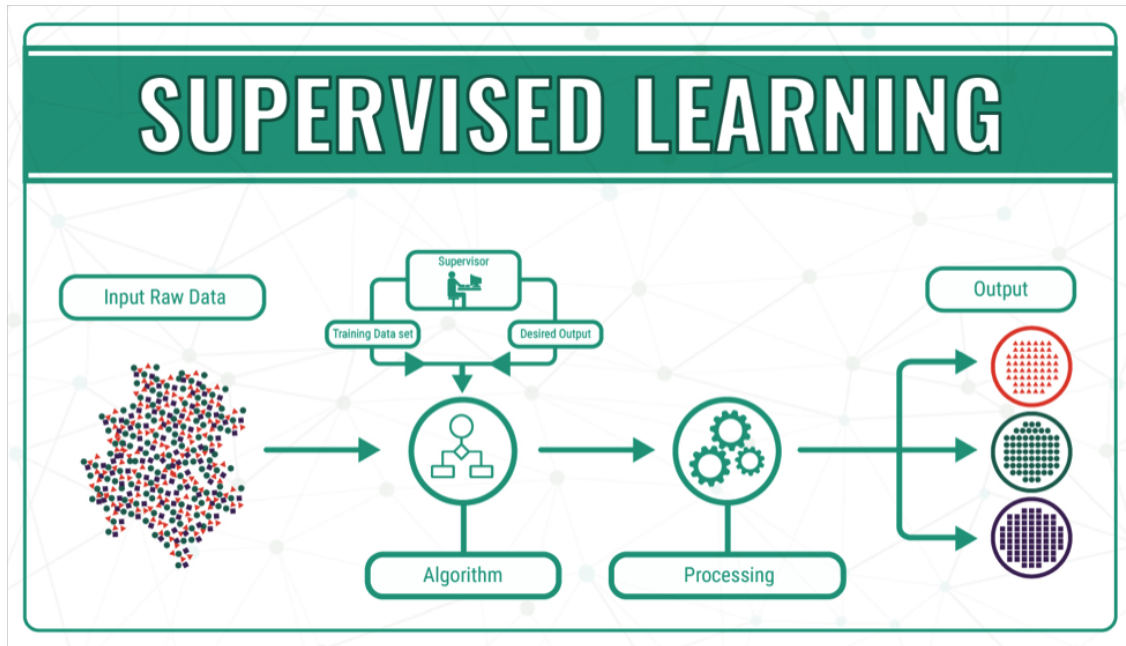 SUPERVISED LEARNING
Supervisor
Input Raw Data
Training Data set
Desired Output
Output
Algorithm
Processing